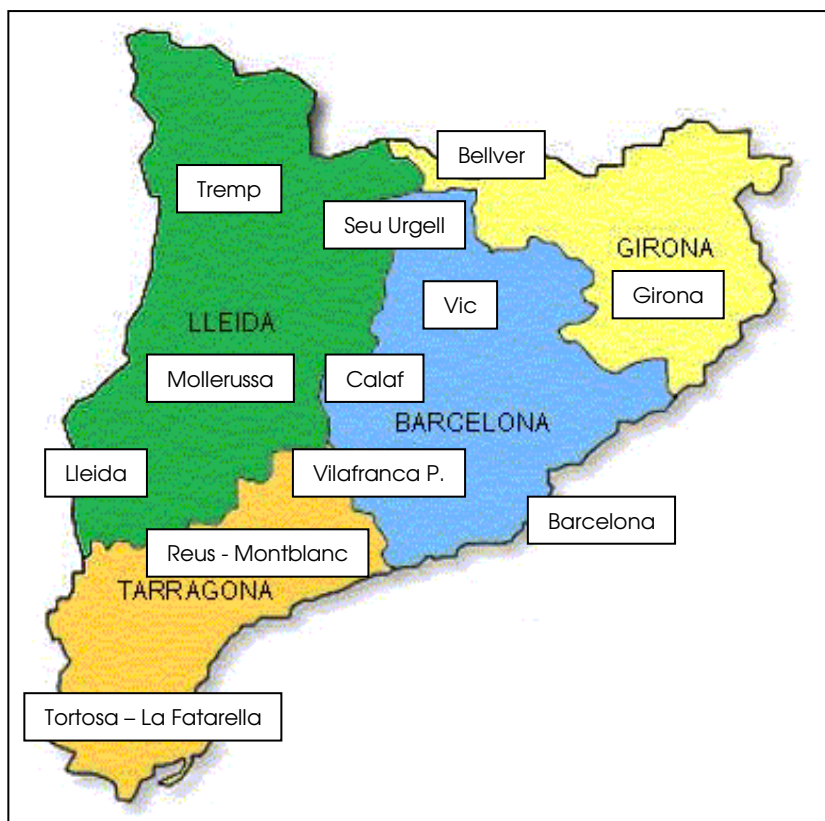 Bellver
Tremp
Seu Urgell
GIRONA
Girona
Vic
LLEIDA
Mollerussa
Calaf
BARCELONA
Lleida
Vilafranca P.
Barcelona
Reus - Montblanc
TARRAGONA
Tortosa – La Fatarella